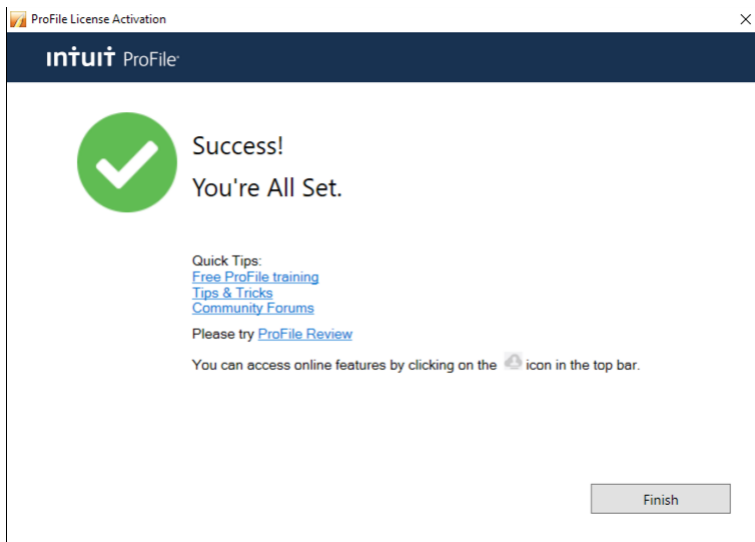 ProFile License Activation
intuit ProFile
Success!
You're All Set.
Quick Tips:
Free ProFile training
Tips & Tricks
Community Forums
Please try ProFile Review
You can access online features by clicking on the icon in the top bar.
Finish